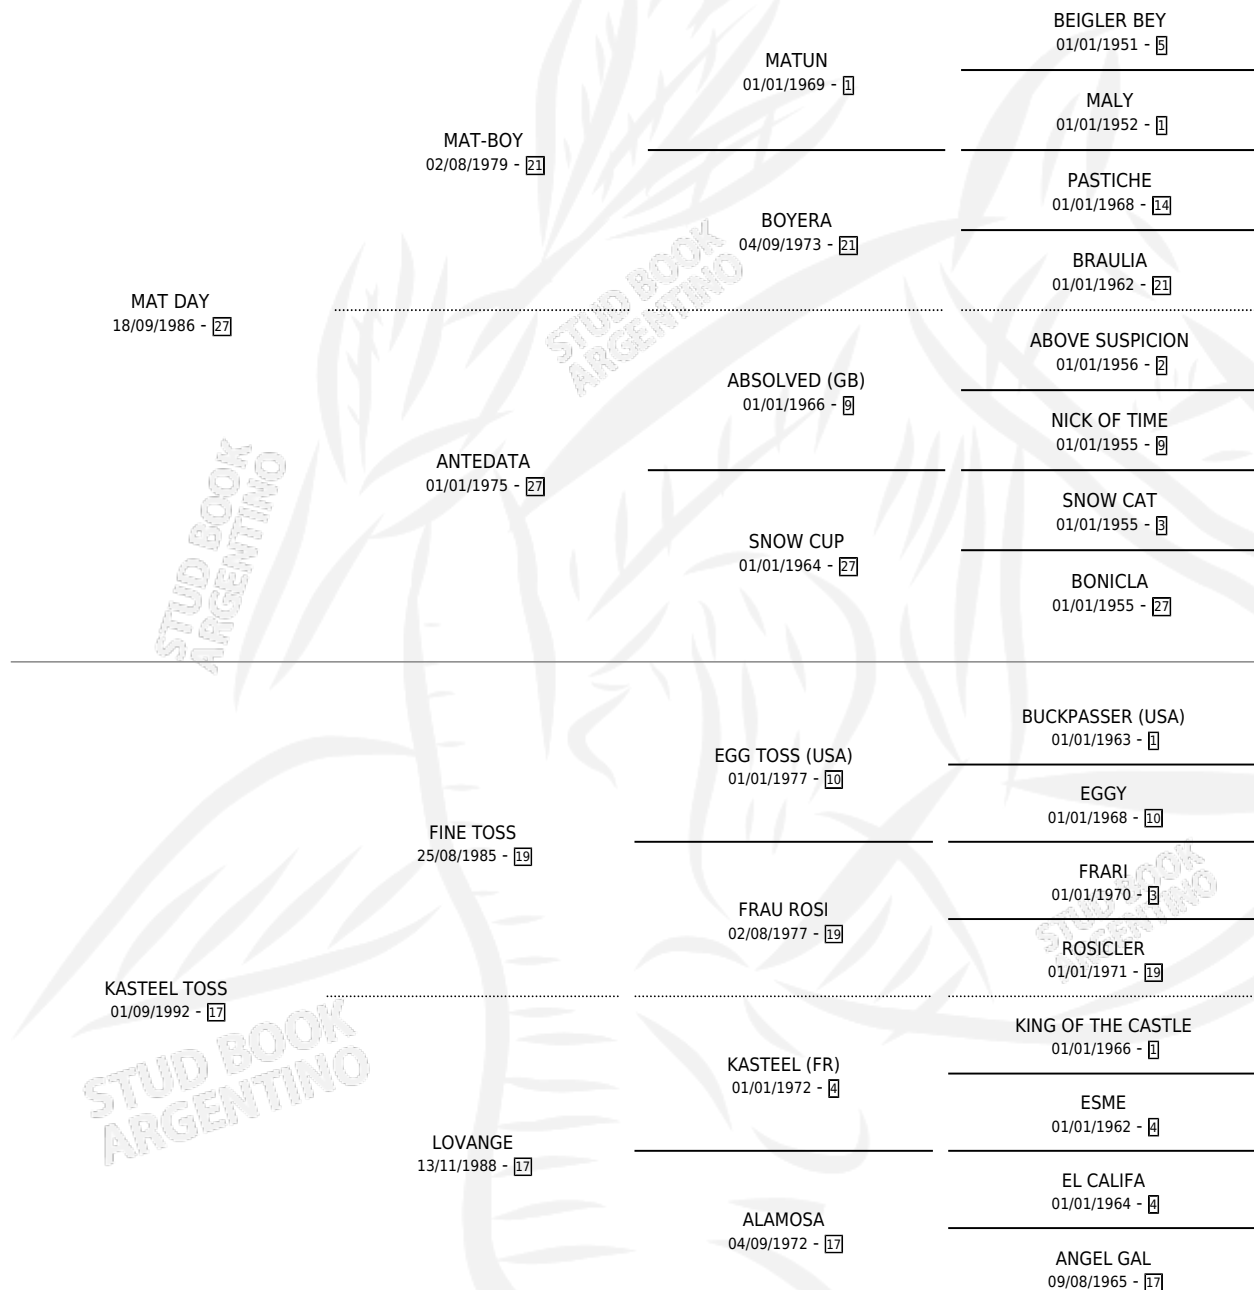 BEIGLER BEY
01/01/1951 - 5
MATUN
01/01/1969 - 1
MALY
01/01/1952 - 1
MAT-BOY
02/08/1979 - 21
PASTICHE
01/01/1968 - 14
BOYERA
04/09/1973 - 21
BRAULIA
01/01/1962 - 21
MAT DAY
18/09/1986 - 27
STUD BOOK
ARGENTINO
ABOVE SUSPICION
01/01/1956 - 2
ABSOLVED (GB)
01/01/1966 - 9
NICK OF TIME
01/01/1955 - 9
ANTEDATA
01/01/1975 - 27
SNOW CAT
01/01/1955 - 3
SNOW CUP
01/01/1964 - 27
BONICLA
01/01/1955 - 27
STUD BOOK
ARGENTINO
BUCKPASSER (USA)
01/01/1963 - 1
EGG TOSS (USA)
01/01/1977 - 10
EGGY
01/01/1968 - 10
FINE TOSS
25/08/1985 - 19
FRARI
01/01/1970 - 3
FRAU ROSI
02/08/1977 - 19
ROSICLER
01/01/1971 - 19
STUD BOOK
ARGENTINO
KASTEEL TOSS
01/09/1992 - 17
KING OF THE CASTLE
01/01/1966 - 1
KASTEEL (FR)
01/01/1972 - 4
ESME
01/01/1962 - 4
STUD BOOK
ARGENTINO
LOVANGE
13/11/1988 - 17
EL CALIFA
01/01/1964 - 4
ALAMOSA
04/09/1972 - 17
ANGEL GAL
09/08/1965 - 17